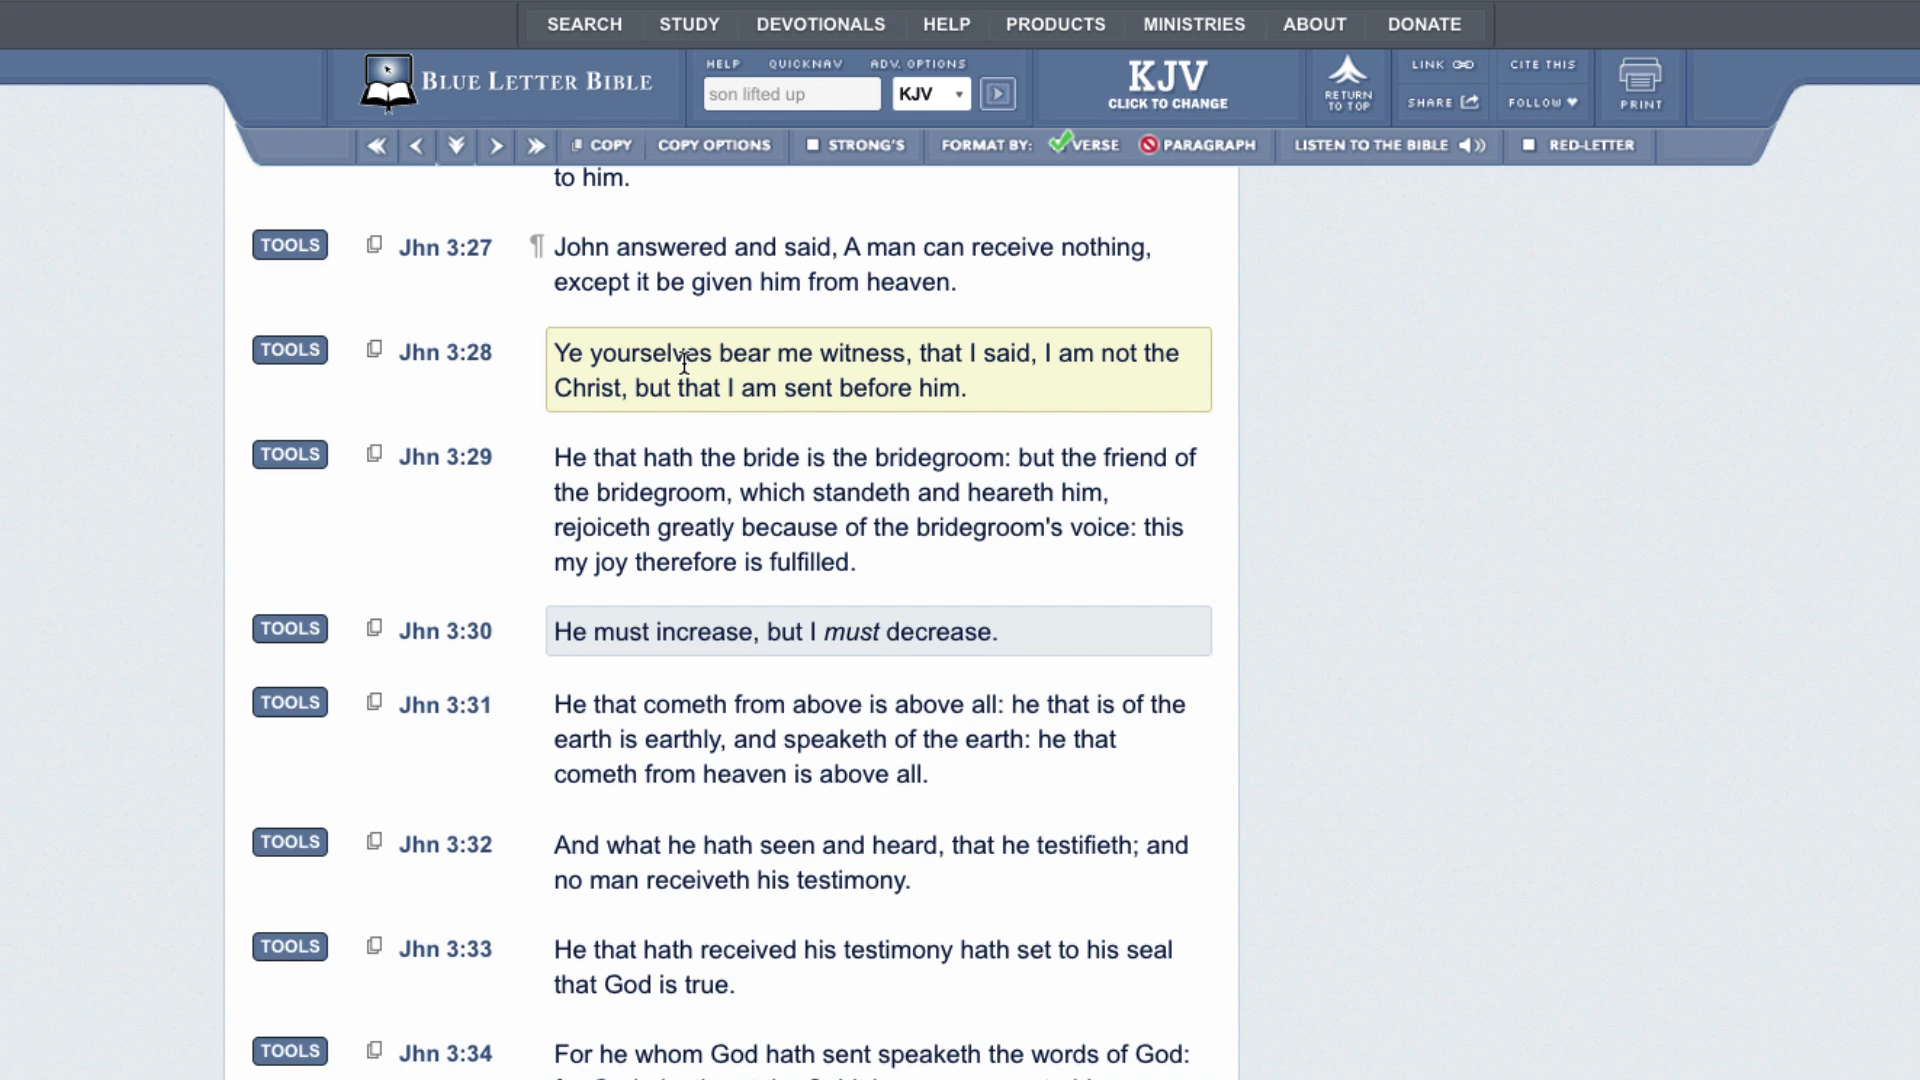 SEARCH STUDY DEVOTIONALS HELP PRODUCTS MINISTRIES ABOUT DONATE
BLUE LETTER BIBLE
HELP QUICKNAV ADV. OPTIONS
son lifted up KJV
KJV
CLICK TO CHANGE
RETURN
TO TOP
LINK CITE THIS
SHARE FOLLOW
PRINT
COPY COPY OPTIONS STRONG'S FORMAT BY: VERSE PARAGRAPH LISTEN TO THE BIBLE RED-LETTER
to him.
TOOLS Jhn 3:27 ¶ John answered and said, A man can receive nothing,
except it be given him from heaven.
TOOLS Jhn 3:28 Ye yourselves bear me witness, that I said, I am not the
Christ, but that I am sent before him.
TOOLS Jhn 3:29 He that hath the bride is the bridegroom: but the friend of
the bridegroom, which standeth and heareth him,
rejoiceth greatly because of the bridegroom's voice: this
my joy therefore is fulfilled.
TOOLS Jhn 3:30 He must increase, but I must decrease.
TOOLS Jhn 3:31 He that cometh from above is above all: he that is of the
earth is earthly, and speaketh of the earth: he that
cometh from heaven is above all.
TOOLS Jhn 3:32 And what he hath seen and heard, that he testifieth; and
no man receiveth his testimony.
TOOLS Jhn 3:33 He that hath received his testimony hath set to his seal
that God is true.
TOOLS Jhn 3:34 For he whom God hath sent speaketh the words of God: